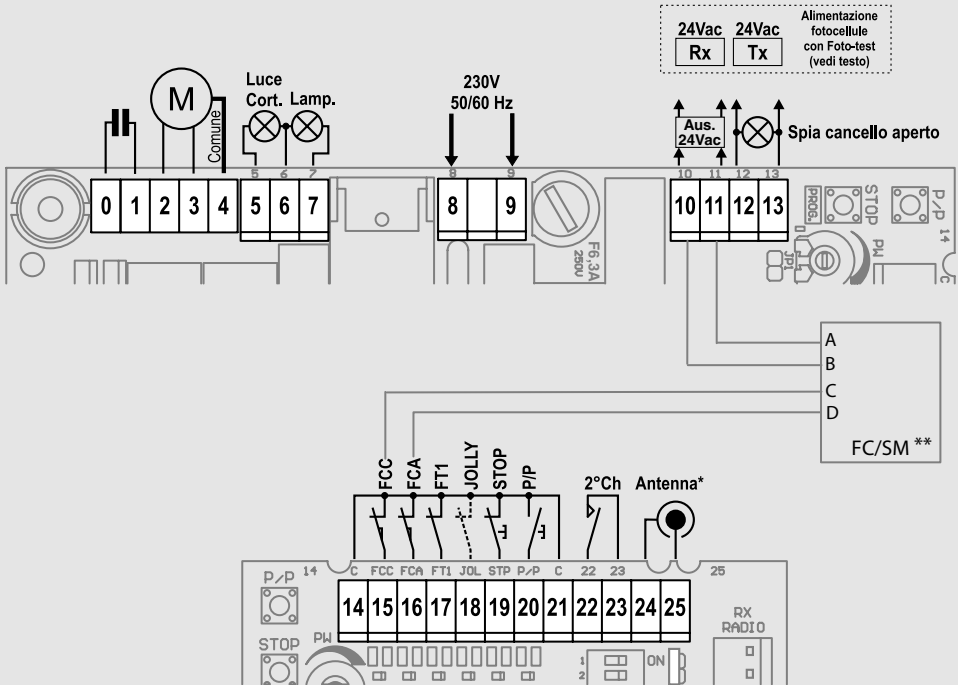 24Vac 24Vac
Rx Tx
Alimentazione
fotocellule
con Foto-test
(vedi testo)
M
Comune
Luce
Cort. Lamp.
230V
50/60 Hz
Aus.
24Vac
Spia cancello aperto
5 6 7
8 9
10 11 12 13
0 1 2 3 4 5 6 7
8 9
10 11 12 13
F6,3A
250V
PROG.
STOP
P/P
14
JP1
PW
C
A
B
C
D
FC/SM **
FCC
FCA
FT1
JOLLY
STOP
P/P
2°Ch Antenna*
14 C FCC FCA FT1 JOL STP P/P C 22 23 25
P/P
14 15 16 17 18 19 20 21 22 23 24 25
STOP
PW
RX
RADIO
1
2
ON